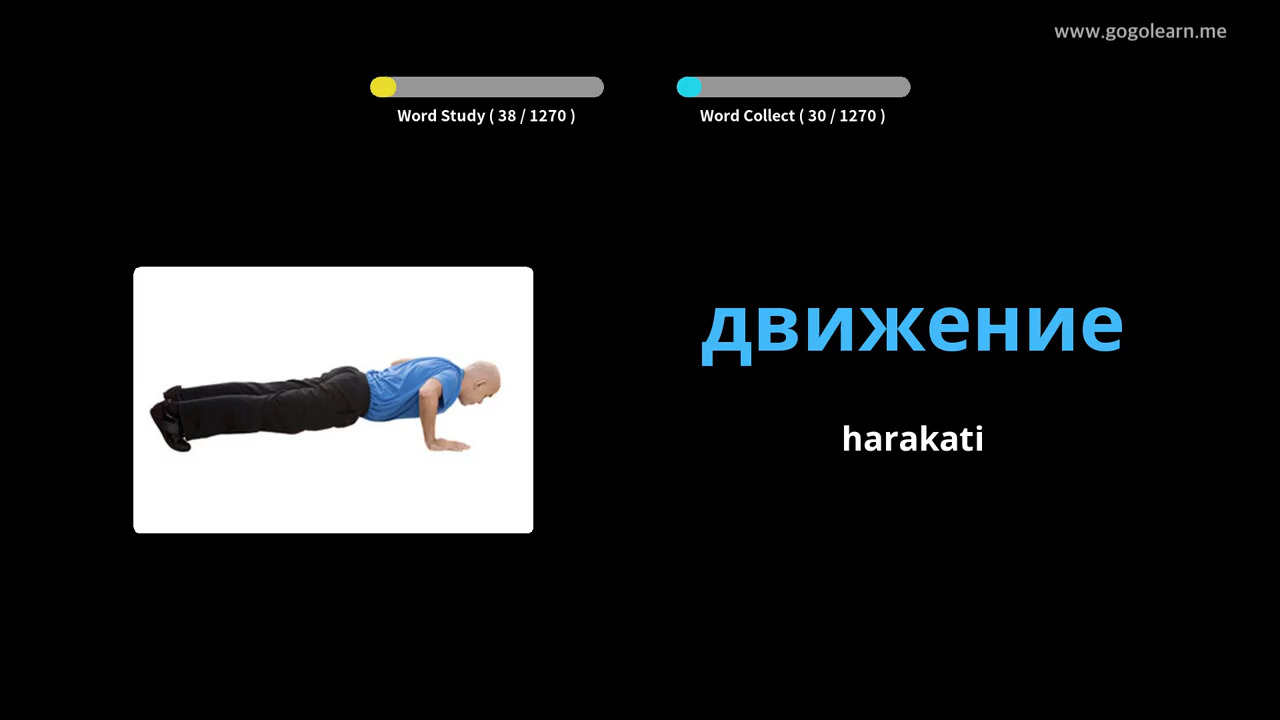 www.gogolearn.me
Word Study ( 38 / 1270 )
Word Collect ( 30 / 1270 )
движение
harakati